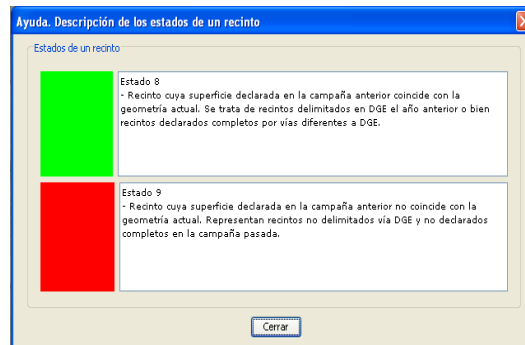 Ayuda. Descripción de los estados de un recinto
Estados de un recinto
Estado 8
- Recinto cuya superficie declarada en la campaña anterior coincide con la
geometría actual. Se trata de recintos delimitados en DGE el año anterior o bien
recintos declarados completos por vías diferentes a DGE.
Estado 9
- Recinto cuya superficie declarada en la campaña anterior no coincide con la
geometría actual. Representan recintos no delimitados vía DGE y no declarados
completos en la campaña pasada.
Cerrar